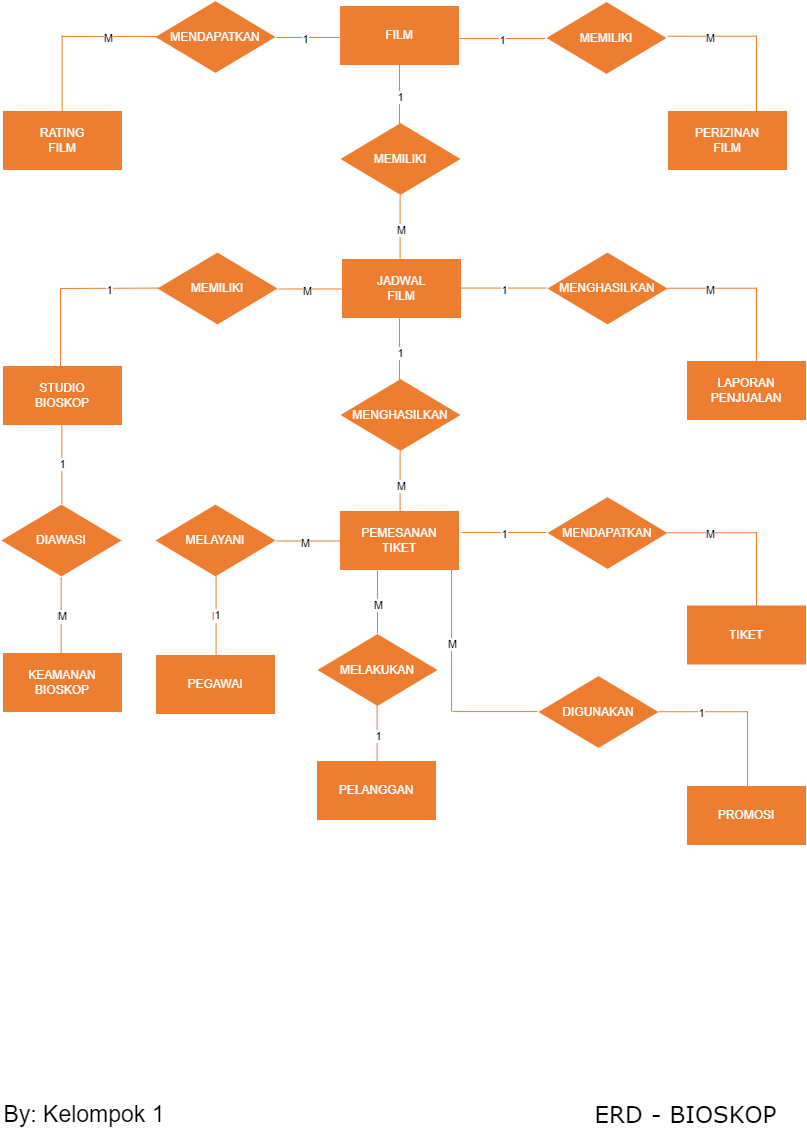 FILM
MENDAPATKAN
MEMILIKI
M
1
1
M
1
RATING
FILM
PERIZINAN
FILM
MEMILIKI
M
JADWAL
FILM
MEMILIKI
MENGHASILKAN
1
M
1
M
1
STUDIO
BIOSKOP
LAPORAN
PENJUALAN
MENGHASILKAN
1
M
PEMESANAN
TIKET
DIAWASI
MELAYANI
MENDAPATKAN
M
1
M
M
1
M
M
TIKET
KEAMANAN
BIOSKOP
PEGAWAI
MELAKUKAN
DIGUNAKAN
1
1
PELANGGAN
PROMOSI
By: Kelompok 1
ERD - BIOSKOP